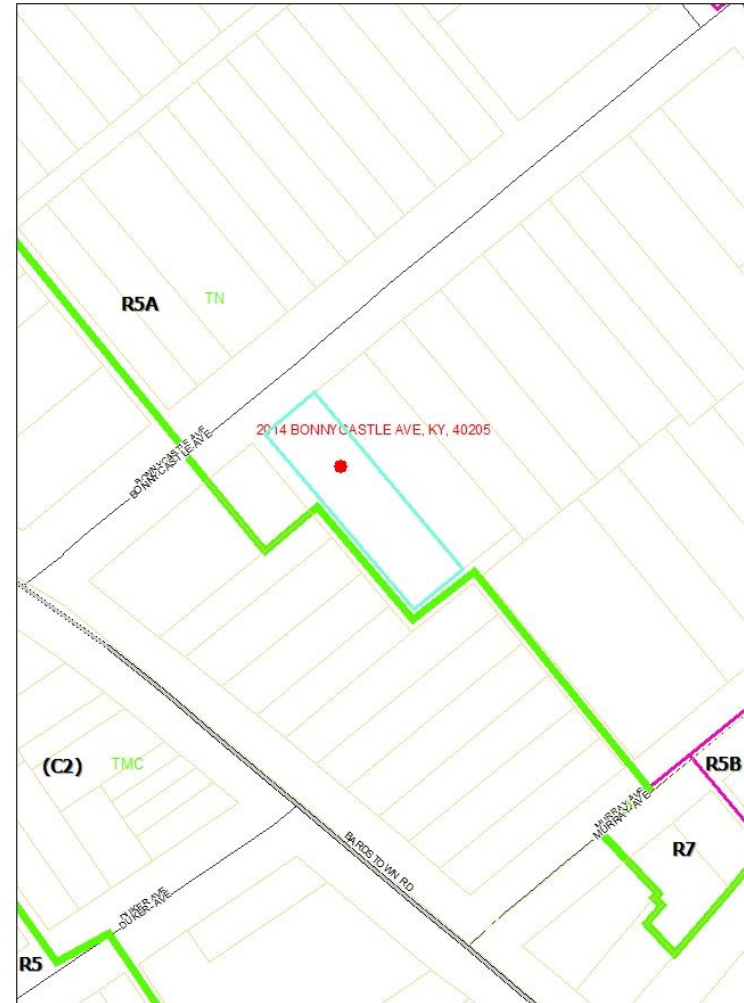 R5A
TN
2014 BONNYCASTLE AVE, KY, 40205
BONNYCASTLE AVE
BONNYCASTLE AVE
(C2)
TMC
R5B
MURRAY AVE
MURRAY AVE
R7
BARDSTOWN RD
DUKER AVE
DUKER AVE
R5